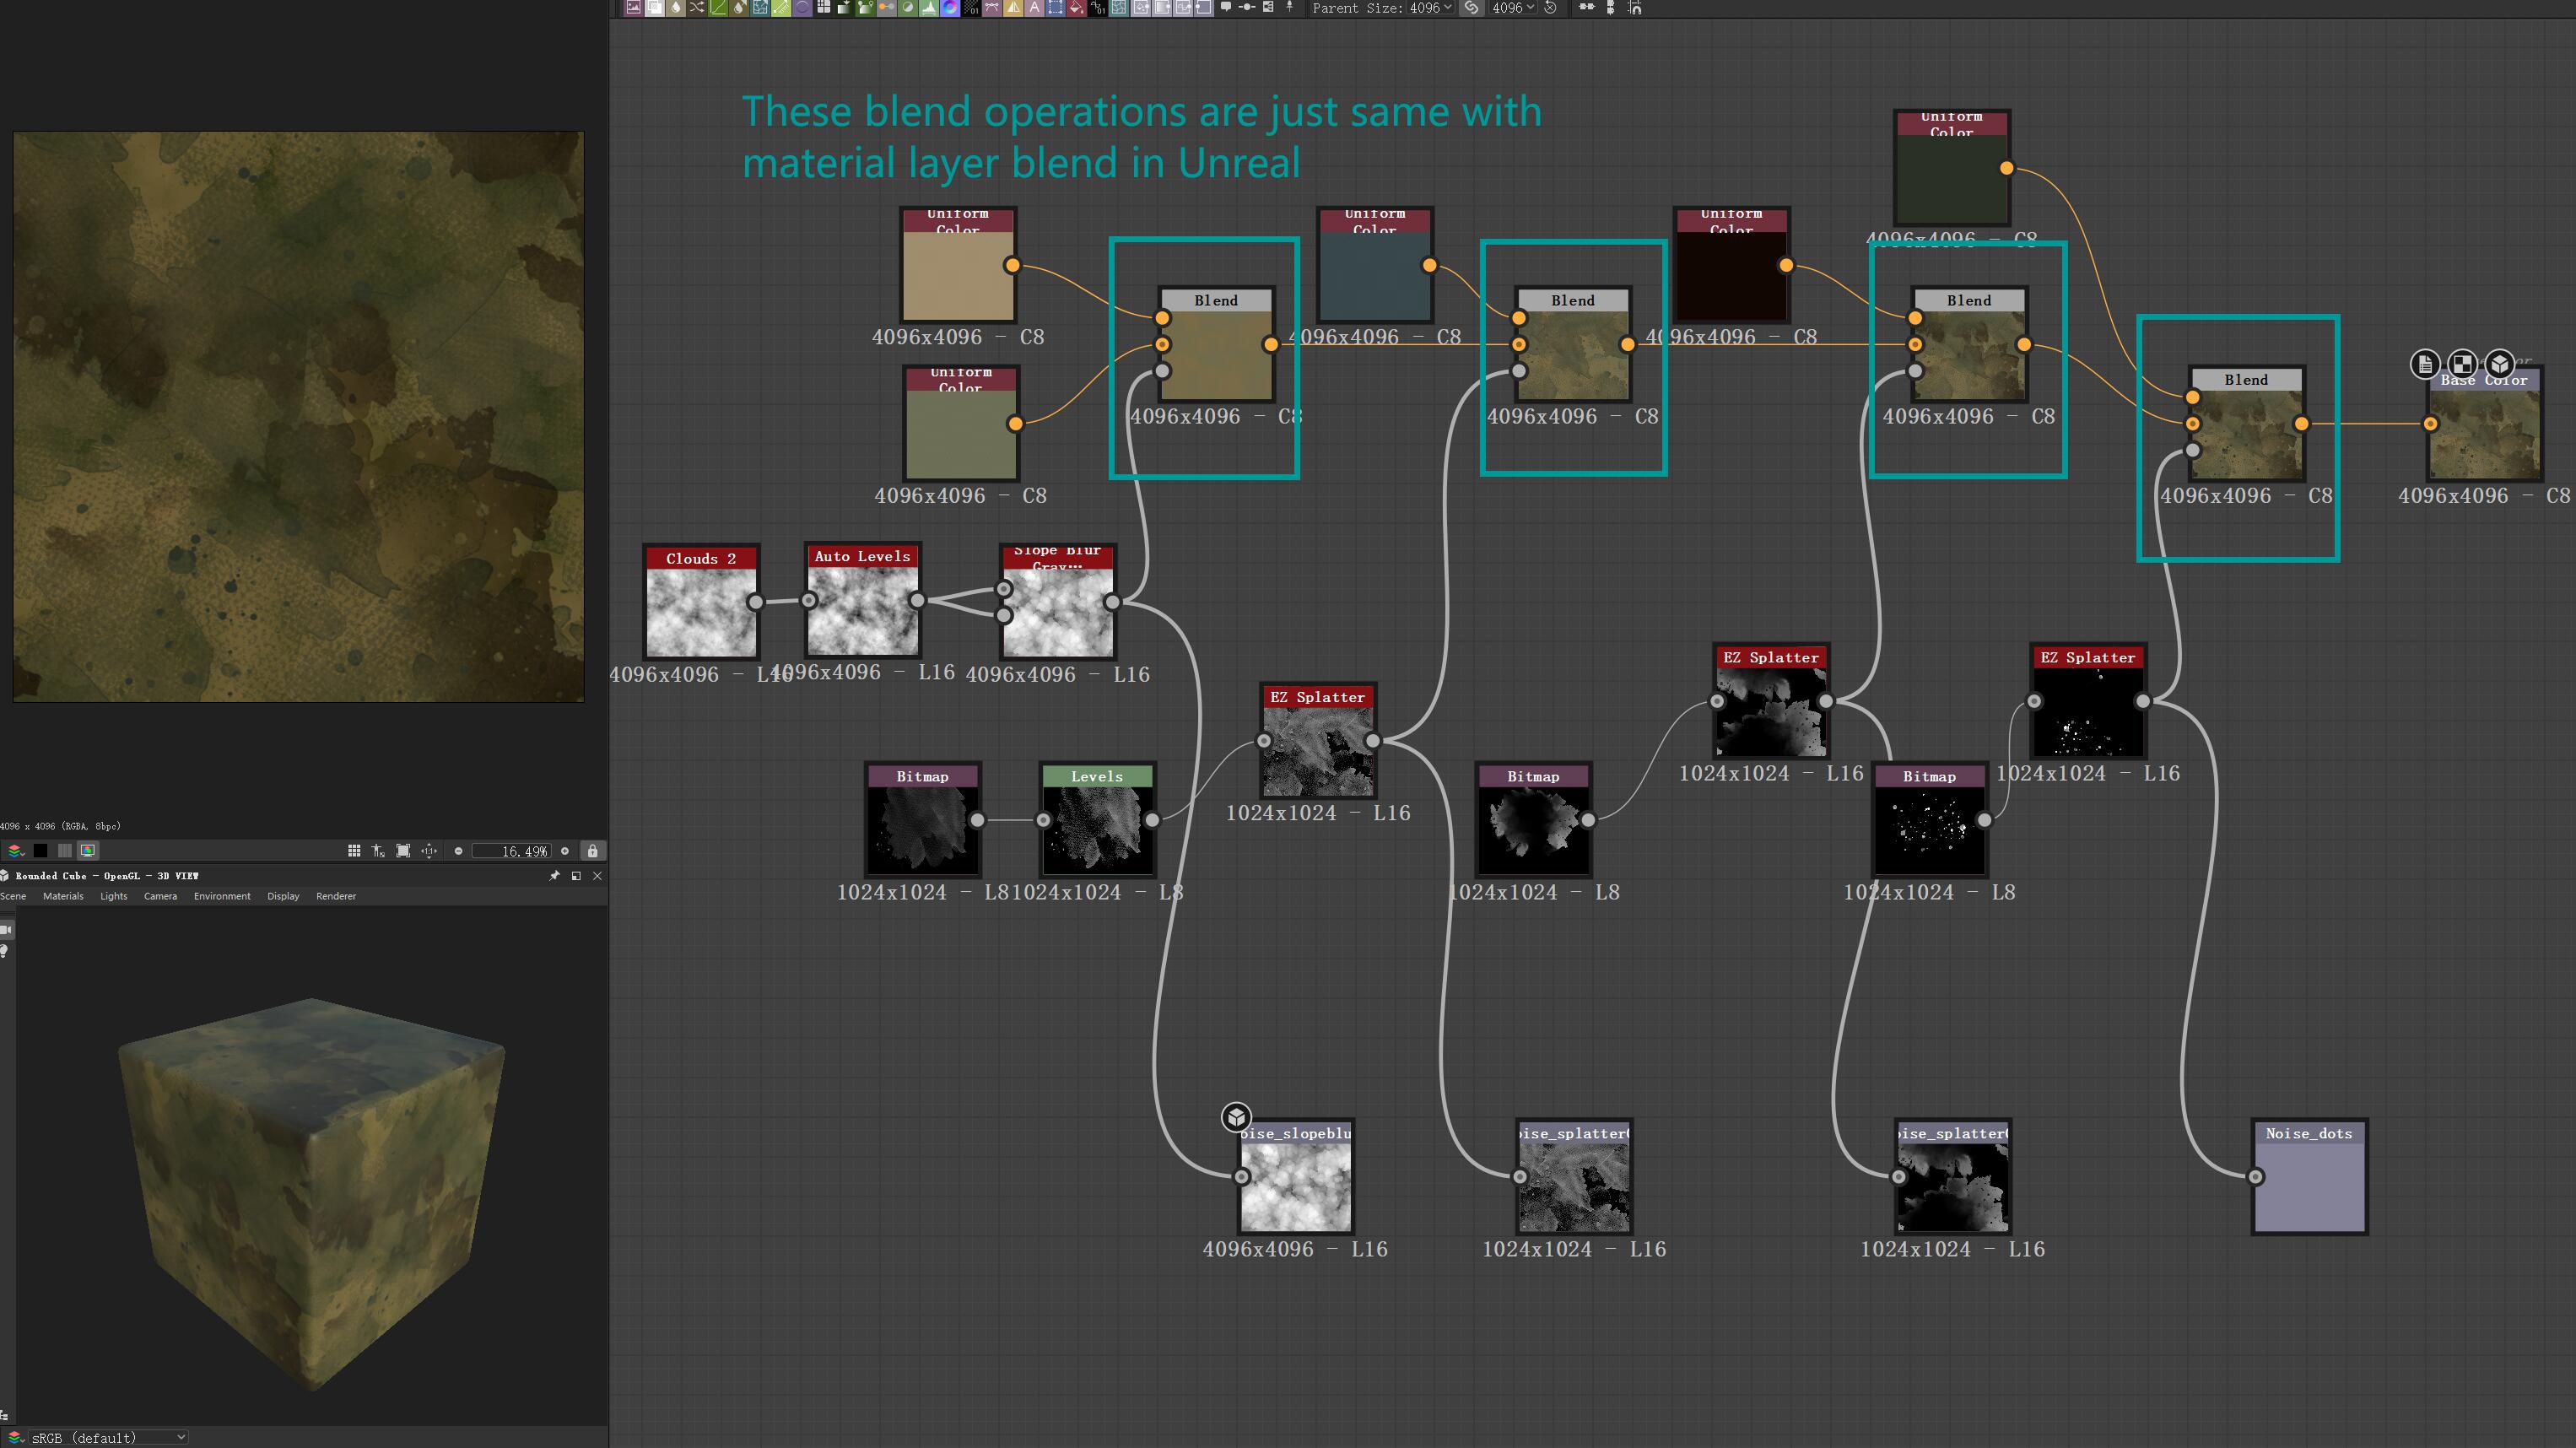 Parent Size: 4096 4096
These blend operations are just same with
material layer blend in Unreal
Uniform
Color
4096x4096 - C8
Uniform
Color
4096x4096 - C8
Uniform
Color
4096x4096 - C8
Uniform
Color
4096x4096 - C8
Uniform
Color
4096x4096 - C8
Blend
4096x4096 - C8
Blend
4096x4096 - C8
Blend
4096x4096 - C8
Blend
4096x4096 - C8
Base Color
4096x4096 - C8
Clouds 2
4096x4096 - L16
Auto Levels
4096x4096 - L16
Slope Blur
Gray…
4096x4096 - L16
EZ Splatter
1024x1024 - L16
EZ Splatter
1024x1024 - L16
EZ Splatter
1024x1024 - L16
Bitmap
1024x1024 - L8
Levels
1024x1024 - L8
Bitmap
1024x1024 - L8
Bitmap
1024x1024 - L8
oise_slopeblu
4096x4096 - L16
oise_splatter
1024x1024 - L16
oise_splatter
1024x1024 - L16
Noise_dots
4096 x 4096 (RGBA, 8bpc)
16.49%
Rounded Cube - OpenGL - 3D VIEW
Scene Materials Lights Camera Environment Display Renderer
sRGB (default)